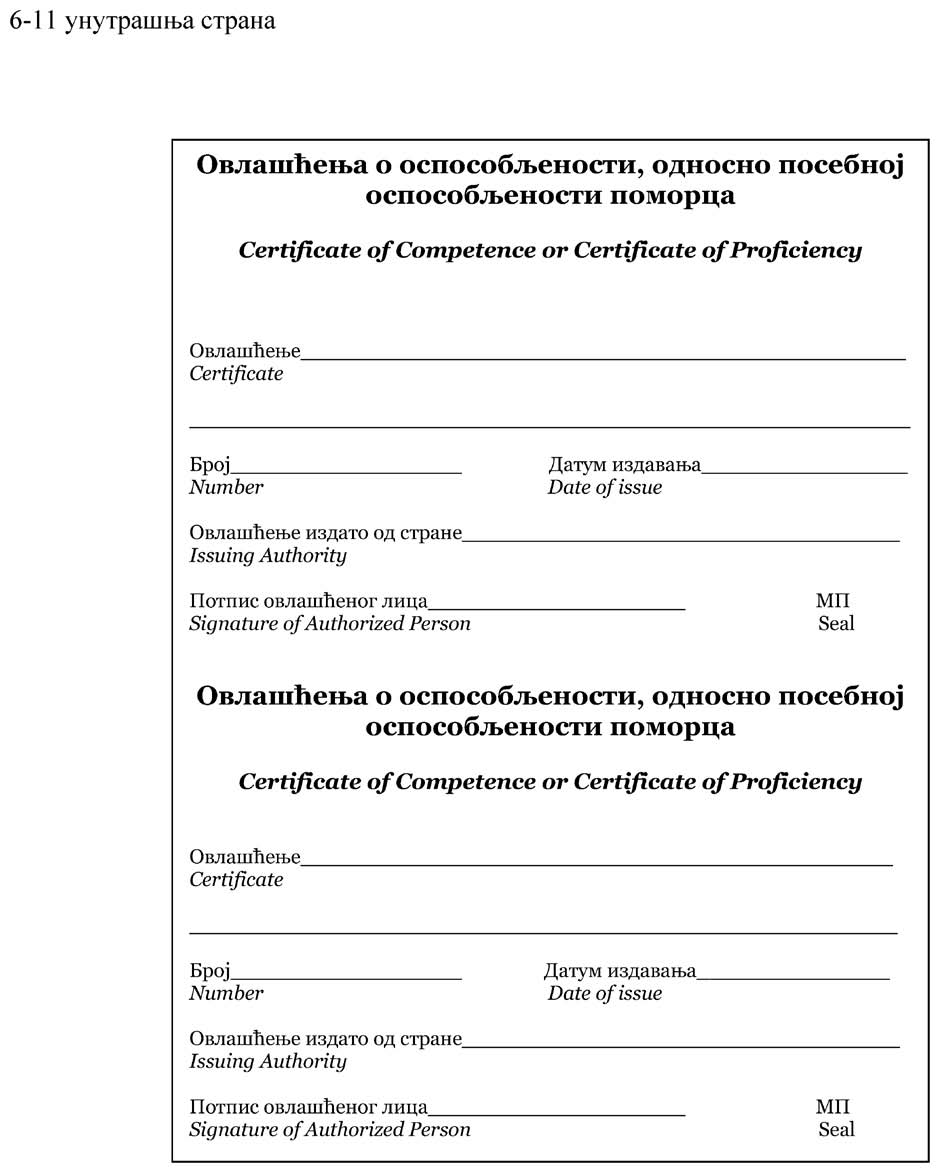 6-11 унутрашња страна
Овлашћења о оспособљености, односно посебној
оспособљености поморца
Certificate of Competence or Certificate of Proficiency
Овлашћење
Certificate
Број Датум издавања
Number Date of issue
Овлашћење издато од стране
Issuing Authority
Потпис овлашћеног лица МП
Signature of Authorized Person Seal
Овлашћења о оспособљености, односно посебној
оспособљености поморца
Certificate of Competence or Certificate of Proficiency
Овлашћење
Certificate
Број Датум издавања
Number Date of issue
Овлашћење издато од стране
Issuing Authority
Потпис овлашћеног лица МП
Signature of Authorized Person Seal